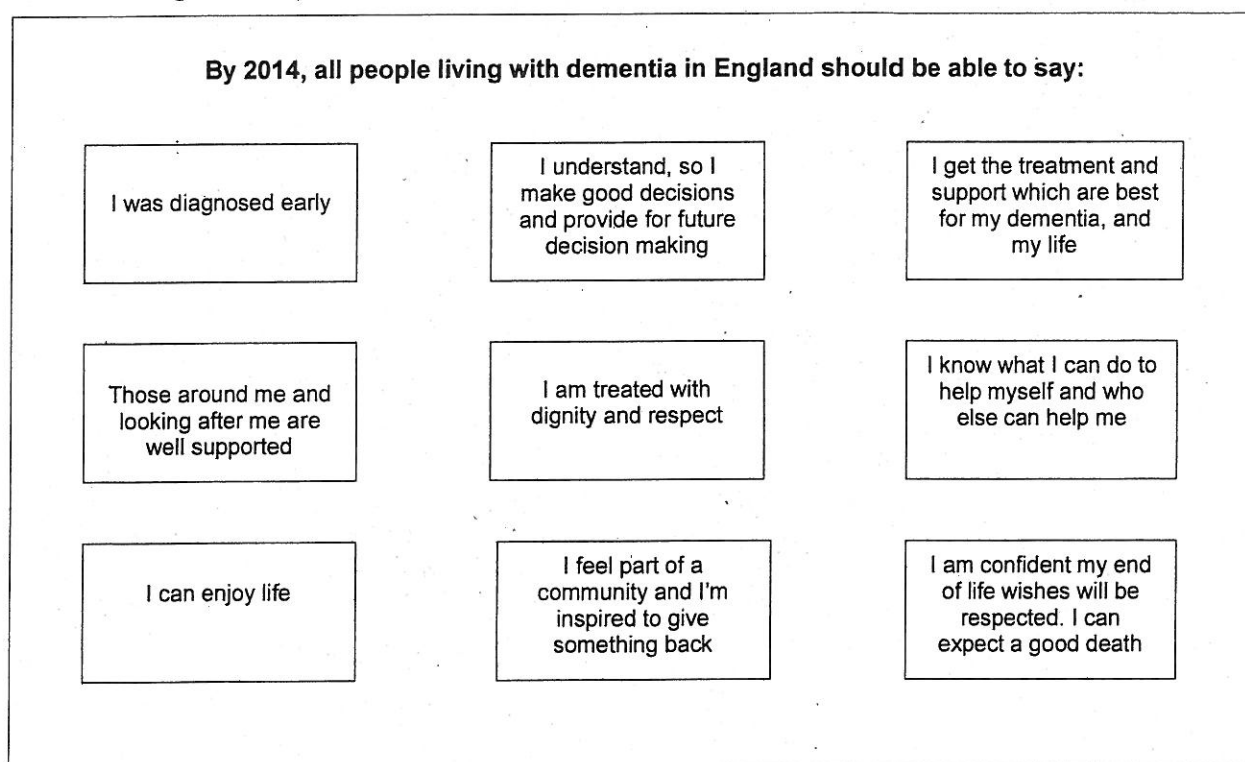 By 2014, all people living with dementia in England should be able to say:
I was diagnosed early
I understand, so I
make good decisions
and provide for future
decision making
I get the treatment and
support which are best
for my dementia, and
my life
Those around me and
looking after me are
well supported
I am treated with
dignity and respect
I know what I can do to
help myself and who
else can help me
I can enjoy life
I feel part of a
community and I'm
inspired to give
something back
I am confident my end
of life wishes will be
respected. I can
expect a good death